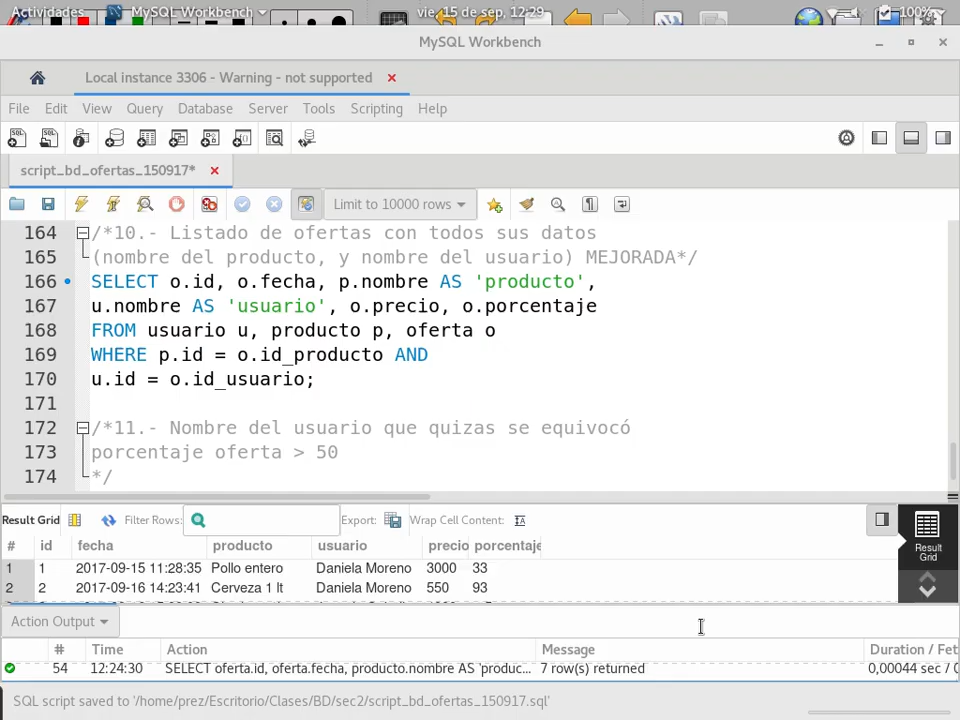 Actividades MySQL Workbench vie, 15 de sep, 12:29 100%
MySQL Workbench
Local instance 3306 - Warning - not supported
File Edit View Query Database Server Tools Scripting Help
script_bd_ofertas_150917*
Limit to 10000 rows
164 /*10.- Listado de ofertas con todos sus datos
165 (nombre del producto, y nombre del usuario) MEJORADA*/
166 SELECT o.id, o.fecha, p.nombre AS 'producto',
167 u.nombre AS 'usuario', o.precio, o.porcentaje
168 FROM usuario u, producto p, oferta o
169 WHERE p.id = o.id_producto AND
170 u.id = o.id_usuario;
171
172 /*11.- Nombre del usuario que quizas se equivocó
173 porcentaje oferta > 50
174 */
Result Grid Filter Rows: Export: Wrap Cell Content:
# id fecha producto usuario precio porcentaje
1 1 2017-09-15 11:28:35 Pollo entero Daniela Moreno 3000 33
2 2 2017-09-16 14:23:41 Cerveza 1 lt Daniela Moreno 550 93
Result Grid
Action Output
# Time Action Message Duration / Fet
54 12:24:30 SELECT oferta.id, oferta.fecha, producto.nombre AS 'produc... 7 row(s) returned 0,00044 sec / 0
SQL script saved to '/home/prez/Escritorio/Clases/BD/sec2/script_bd_ofertas_150917.sql'